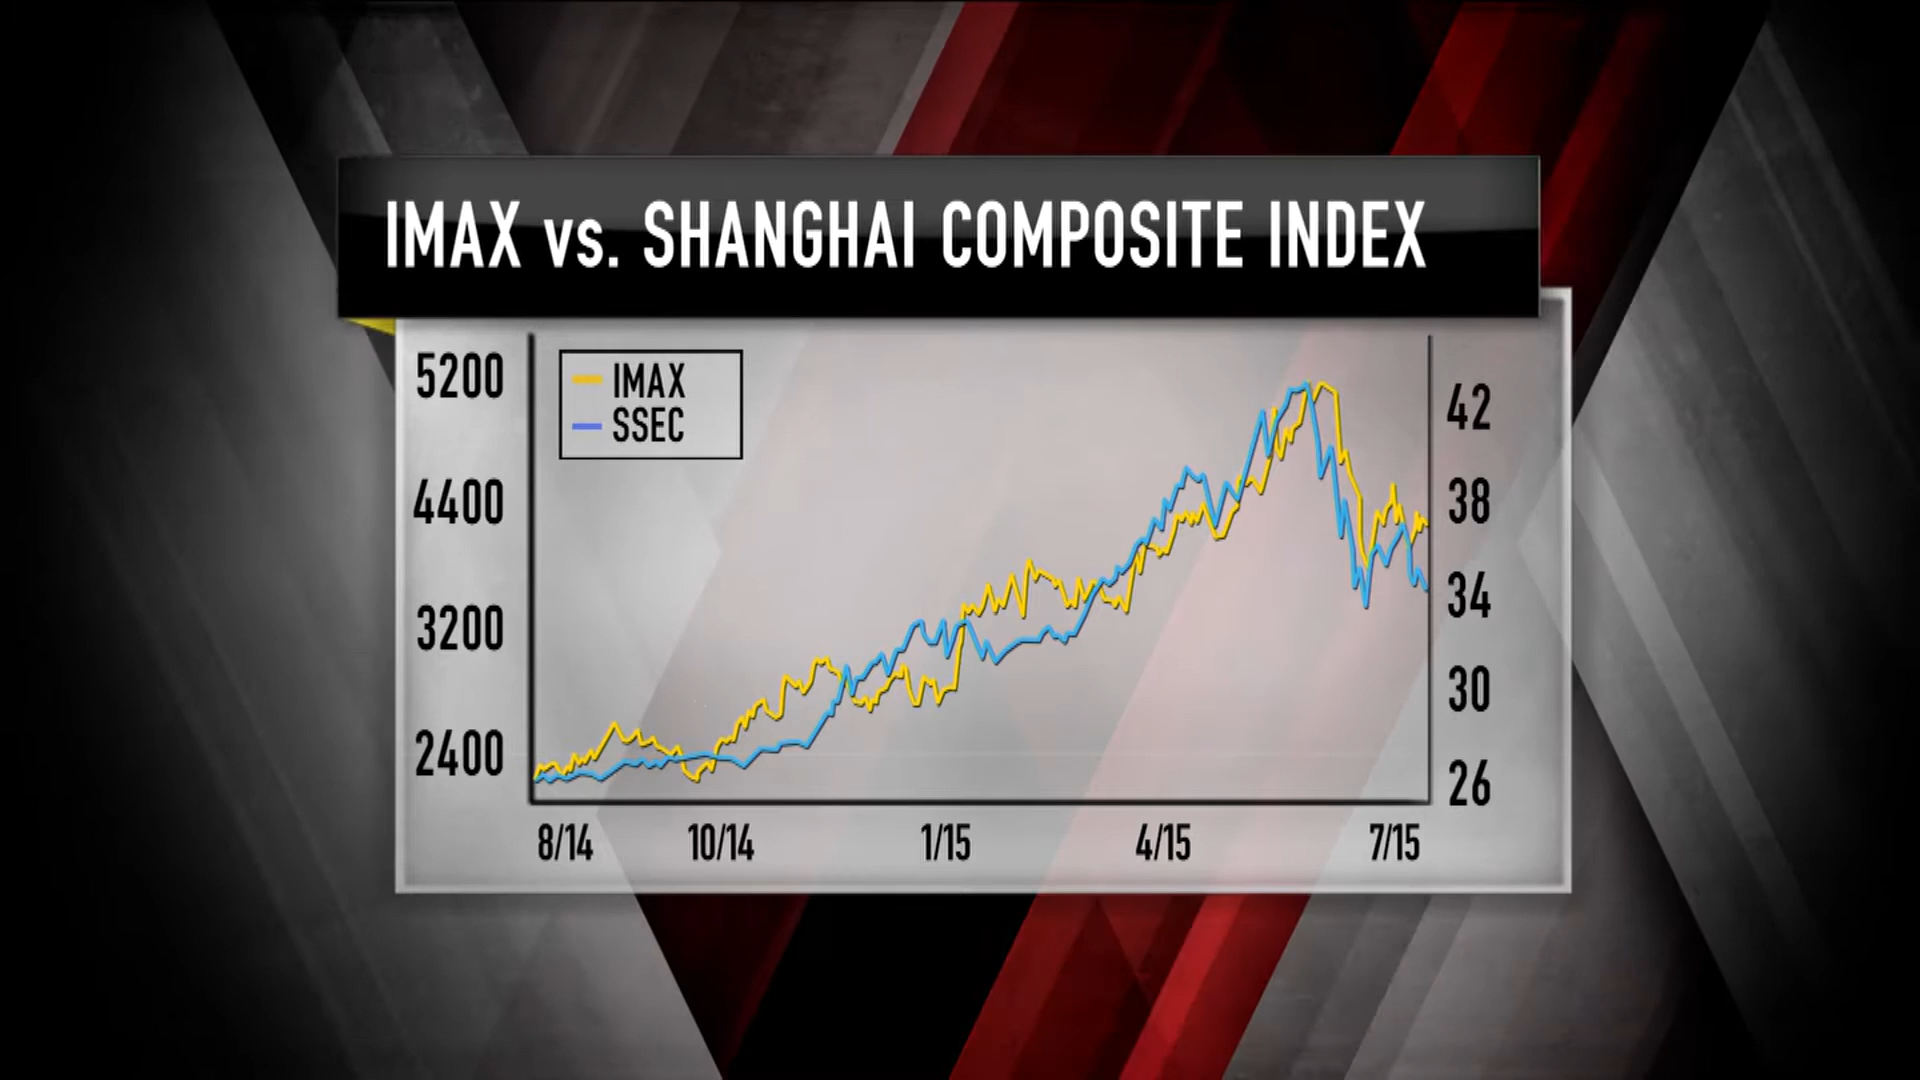 IMAX vs. SHANGHAI COMPOSITE INDEX
IMAX
SSEC
5200
4400
3200
2400
42
38
34
30
26
8/14 10/14 1/15 4/15 7/15